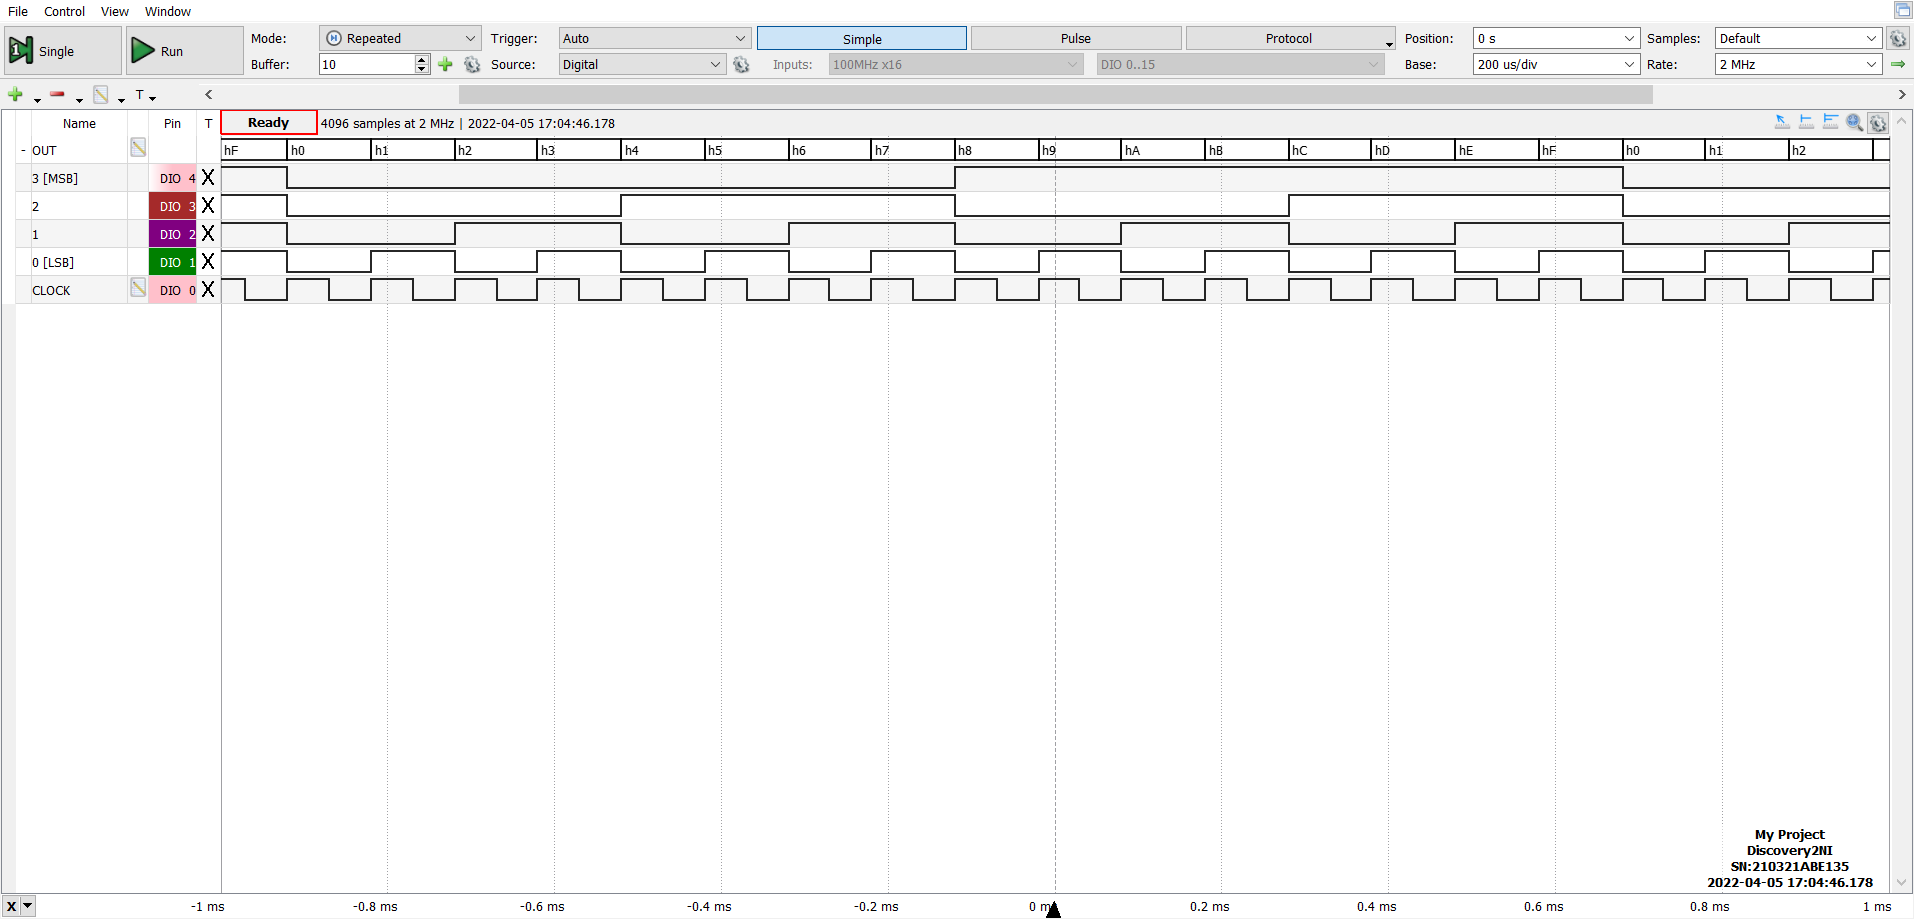 File Control View Window
Single Run Mode: Repeated Trigger: Auto Simple Pulse Protocol Position: 0 s Samples: Default
Buffer: 10 Source: Digital Inputs: 100MHz x16 DIO 0..15 Base: 200 us/div Rate: 2 MHz
T
Name Pin T Ready 4096 samples at 2 MHz | 2022-04-05 17:04:46.178
- OUT hF h0 h1 h2 h3 h4 h5 h6 h7 h8 h9 hA hB hC hD hE hF h0 h1 h2
3 [MSB] DIO 4 X
2 DIO 3 X
1 DIO 2 X
0 [LSB] DIO 1 X
CLOCK DIO 0 X
My Project
Discovery2NI
SN:210321ABE135
2022-04-05 17:04:46.178
X -1 ms -0.8 ms -0.6 ms -0.4 ms -0.2 ms 0 0.2 ms 0.4 ms 0.6 ms 0.8 ms 1 ms